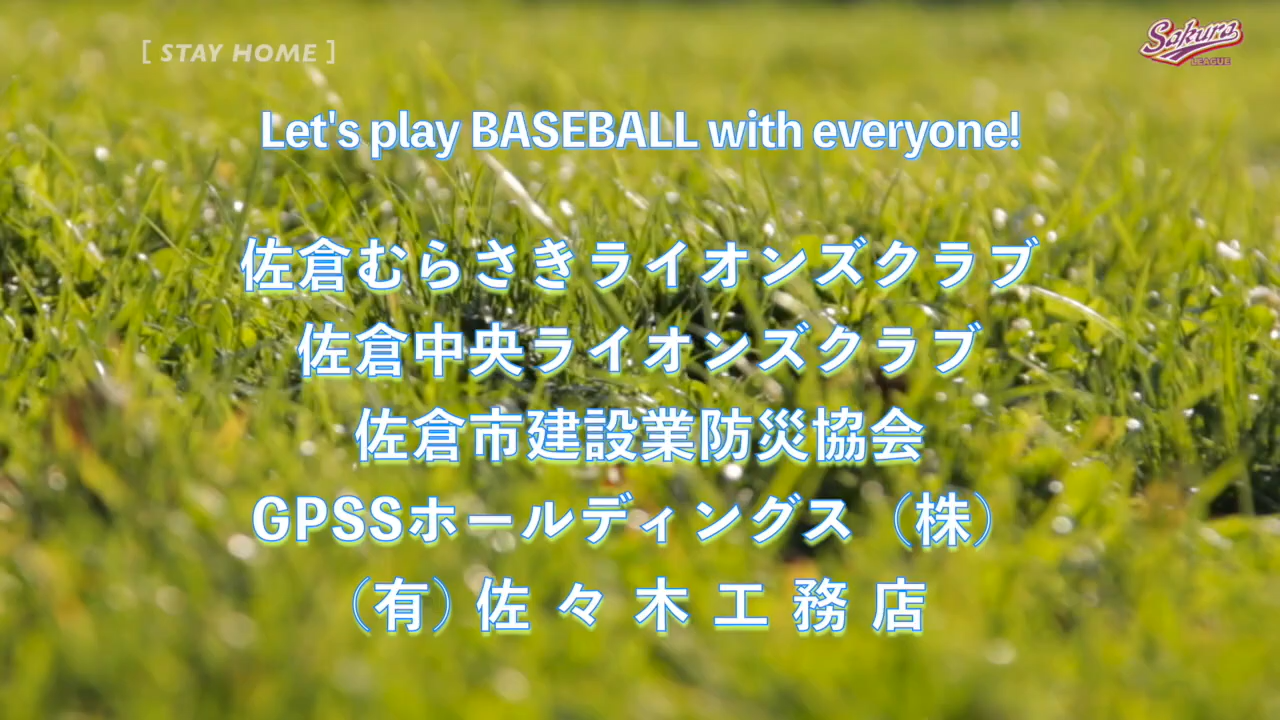 [ STAY HOME ]
Sakura
LEAGUE
Let's play BASEBALL with everyone!
佐倉むらさきライオンズクラブ
佐倉中央ライオンズクラブ
佐倉市建設業防災協会
GPSSホールディングス（株）
（有）佐々木工務店